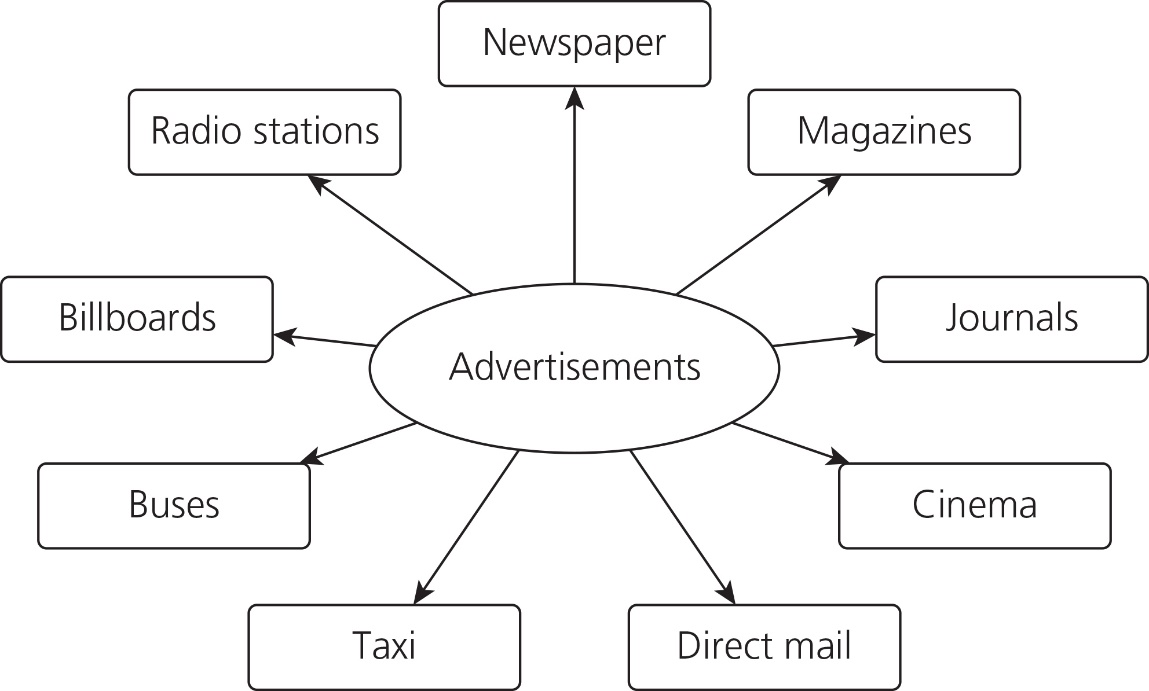 Newspaper
Radio stations
Magazines
Billboards
Journals
Advertisements
Buses
Cinema
Taxi
Direct mail